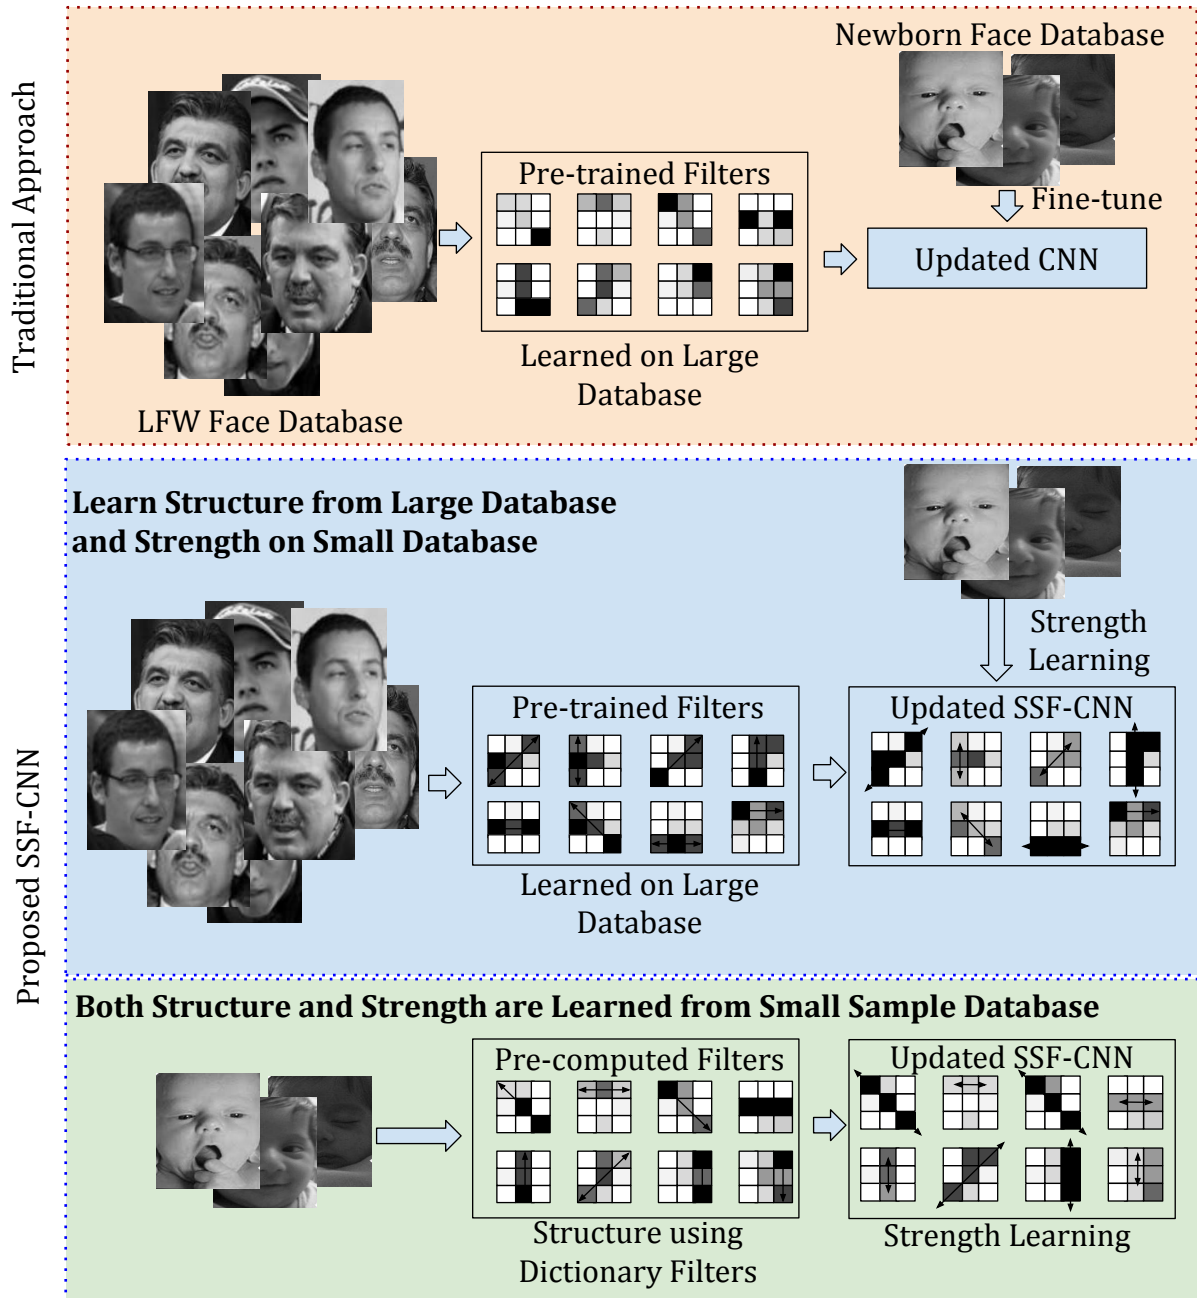 Traditional Approach
Newborn Face Database
Pre-trained Filters
Fine-tune
Updated CNN
Learned on Large
Database
LFW Face Database
Proposed SSF-CNN
Learn Structure from Large Database
and Strength on Small Database
Strength
Learning
Pre-trained Filters
Updated SSF-CNN
Learned on Large
Database
Both Structure and Strength are Learned from Small Sample Database
Pre-computed Filters
Updated SSF-CNN
Structure using
Dictionary Filters
Strength Learning